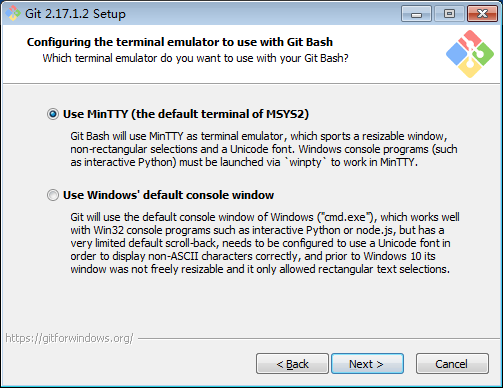 Git 2.17.1.2 Setup
Configuring the terminal emulator to use with Git Bash
Which terminal emulator do you want to use with your Git Bash?
Use MinTTY (the default terminal of MSYS2)
Git Bash will use MinTTY as terminal emulator, which sports a resizable window,
non-rectangular selections and a Unicode font. Windows console programs (such
as interactive Python) must be launched via `winpty` to work in MinTTY.
Use Windows' default console window
Git will use the default console window of Windows ("cmd.exe"), which works well
with Win32 console programs such as interactive Python or node.js, but has a
very limited default scroll-back, needs to be configured to use a Unicode font in
order to display non-ASCII characters correctly, and prior to Windows 10 its
window was not freely resizable and it only allowed rectangular text selections.
https://gitforwindows.org/
< Back
Next >
Cancel